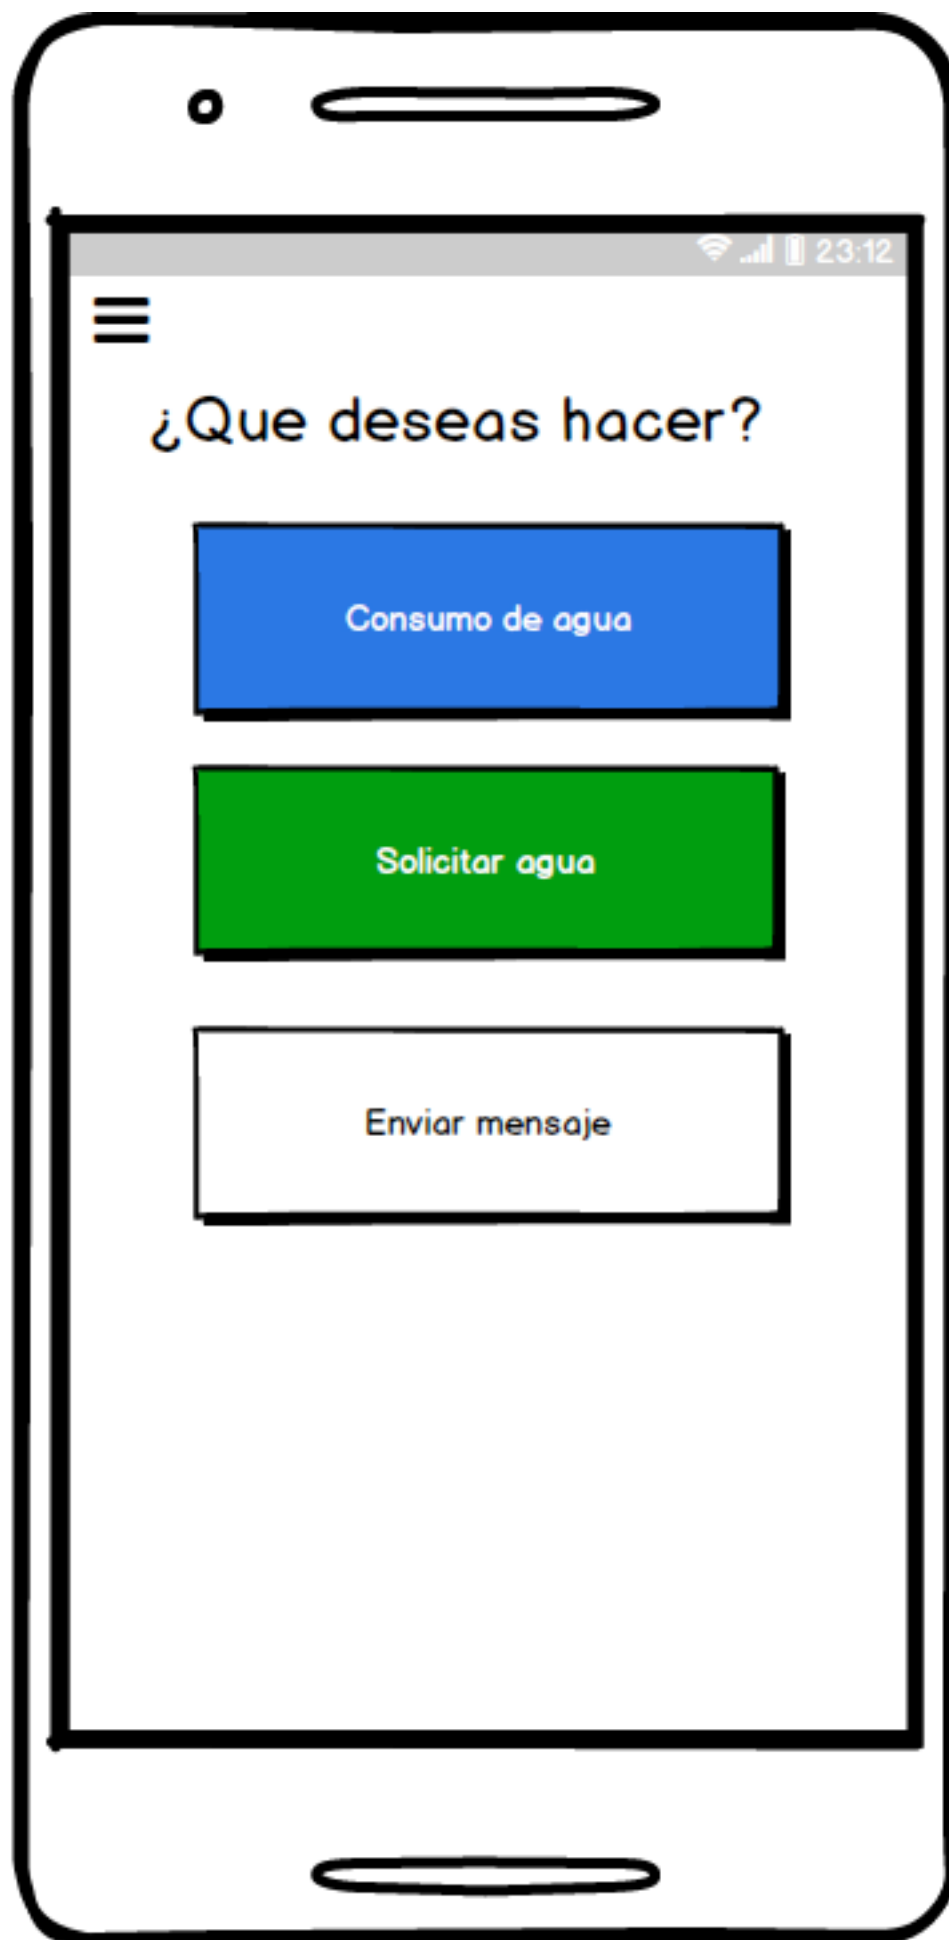 23:12
¿Que deseas hacer?
Consumo de agua
Solicitar agua
Enviar mensaje